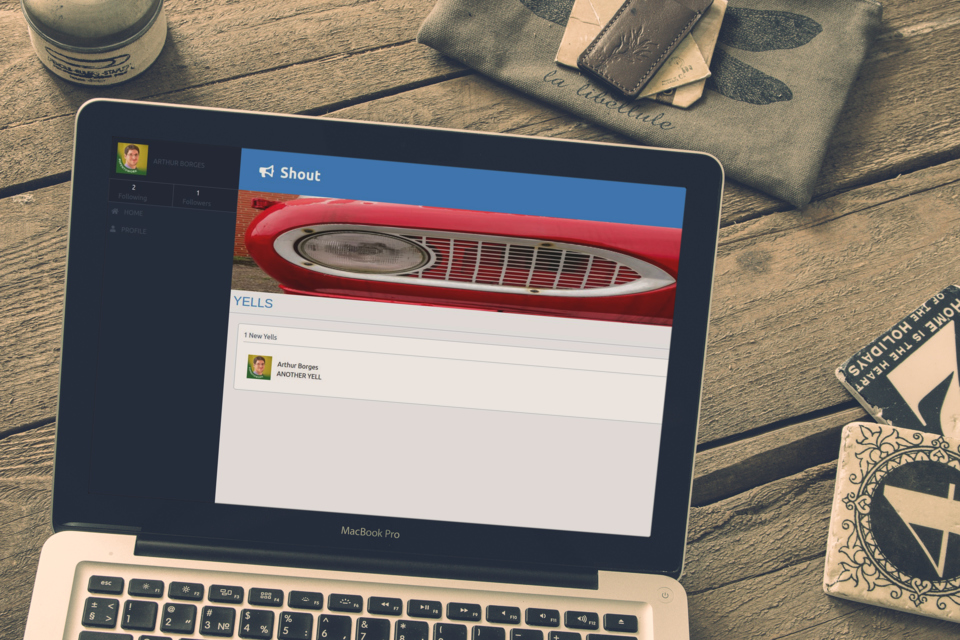 la libellule
ARTHUR BORGES
2
Following
1
Followers
HOME
PROFILE
Shout
YELLS
1 New Yells
Arthur Borges
ANOTHER YELL
HOME IS THE HEART
OF THE HOLIDAYS
MacBook Pro
esc